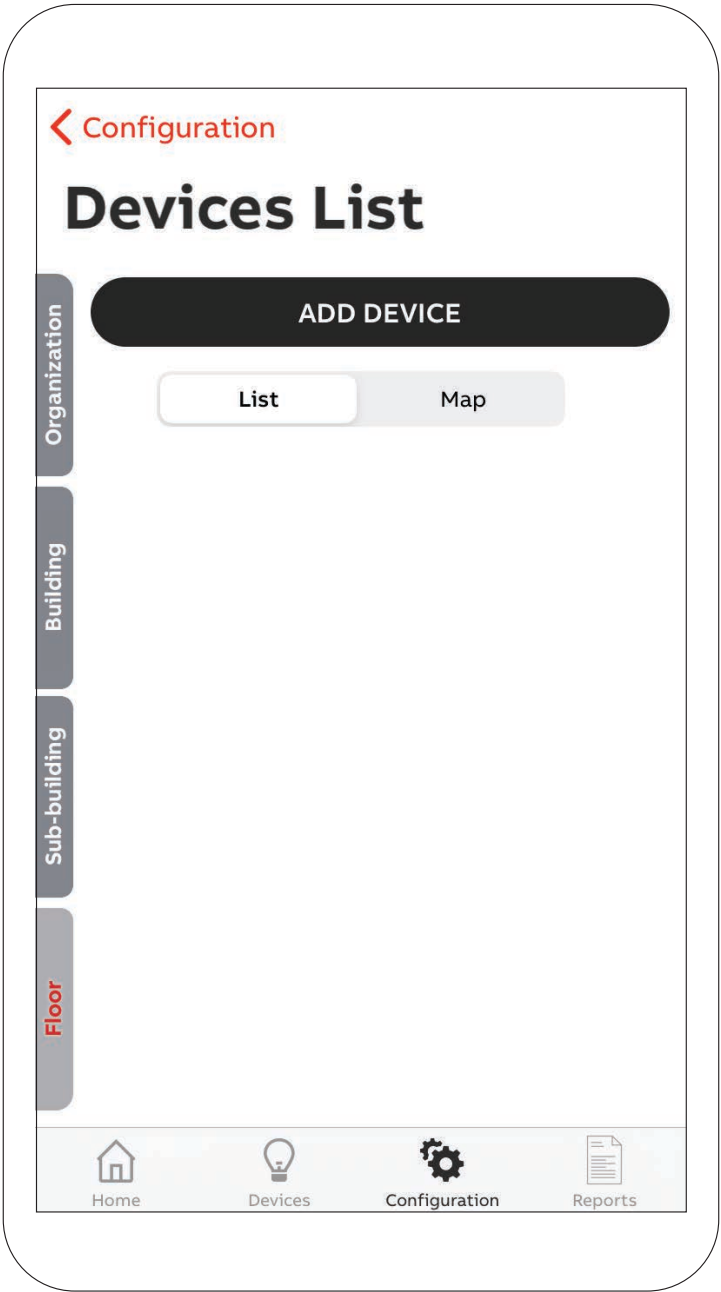 Configuration
Devices List
ADD DEVICE
List Map
Organization
Building
Sub-building
Floor
Home Devices Configuration Reports